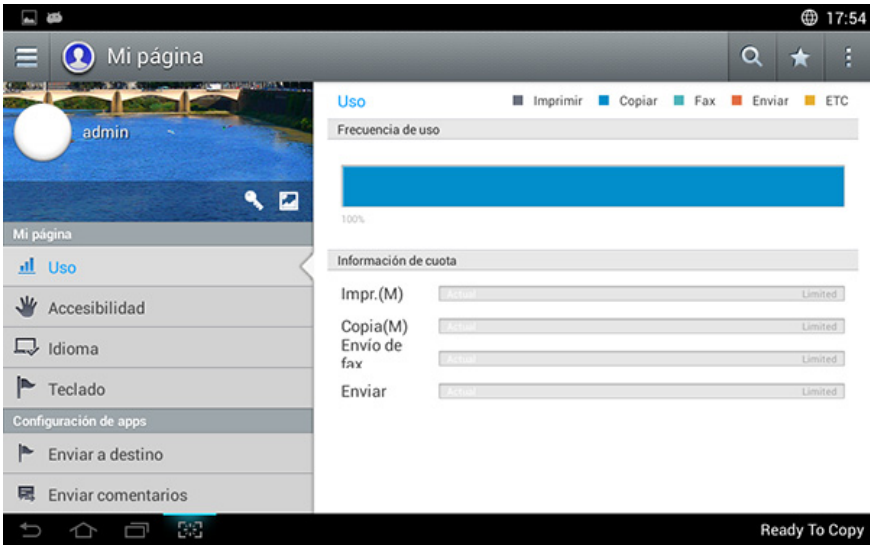 17:54
Mi página
admin
Mi página
Uso
Accesibilidad
Idioma
Teclado
Configuración de apps
Enviar a destino
Enviar comentarios
Uso
Imprimir Copiar Fax Enviar ETC
Frecuencia de uso
100%
Información de cuota
Impr.(M) Actual Limited
Copia(M) Actual Limited
Envío de
fax Actual Limited
Enviar Actual Limited
Ready To Copy